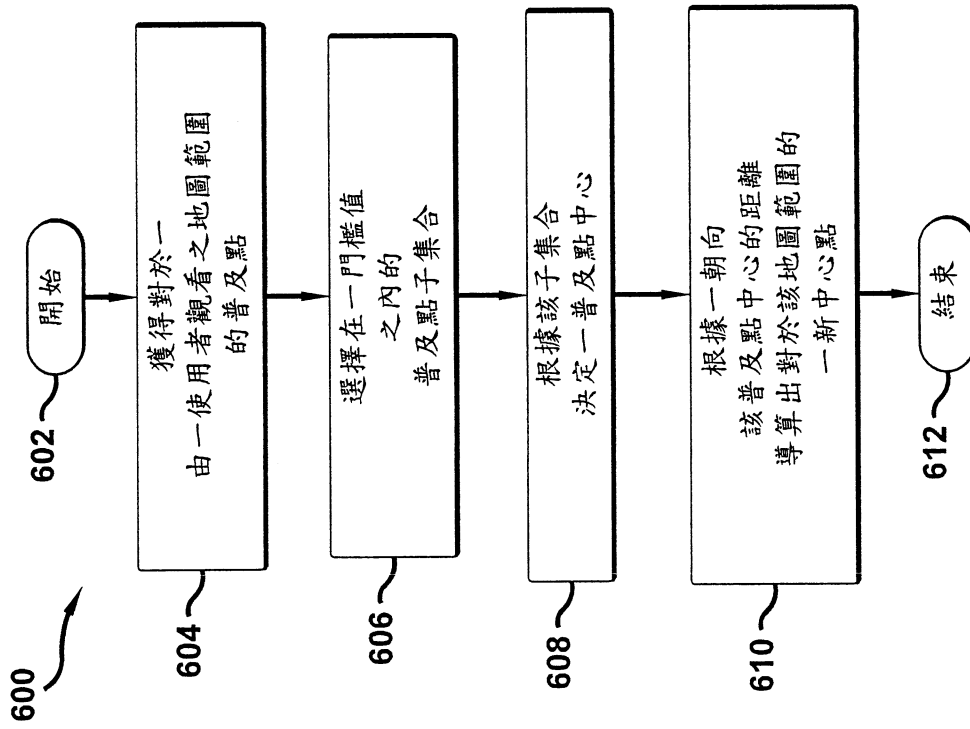 600
602
開始
604
獲得對於一
由一使用者觀看之地圖範圍
的普及點
606
選擇在一門檻值
之內的
普及點子集合
608
根據該子集合
決定一普及點中心
610
根據一朝向
該普及點中心的距離
導算出對於該地圖範圍的
一新中心點
612
結束